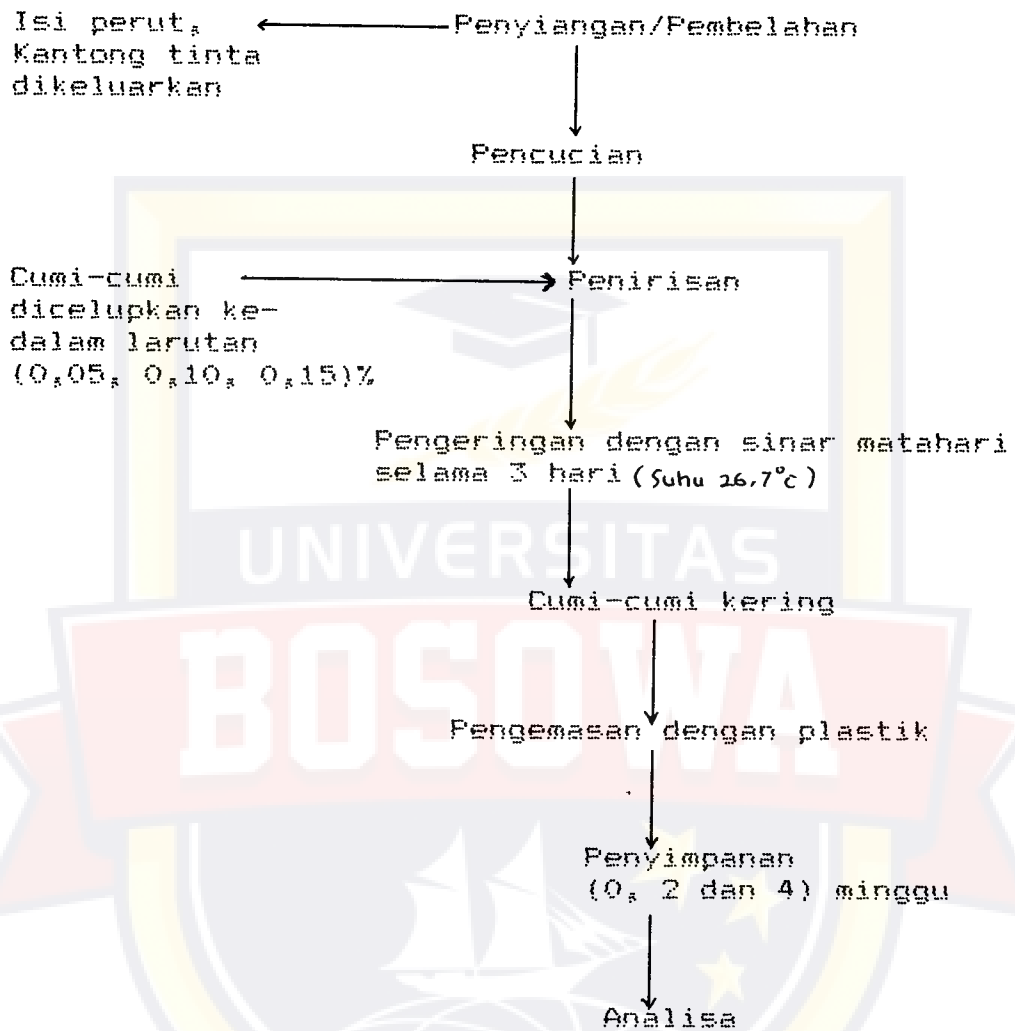 Isi perut,
Kantong tinta
dikeluarkan
Penyiangan/Pembelahan
Pencucian
Cumi-cumi
dicelupkan ke-
dalam larutan
(0,05, 0,10, 0,15)%
Penirisan
Pengeringan dengan sinar matahari
selama 3 hari (Suhu 26,7°c)
Cumi-cumi kering
Pengemasan dengan plastik
Penyimpanan
(0, 2 dan 4) minggu
Analisa
UNIVERSITAS
BOSOWA